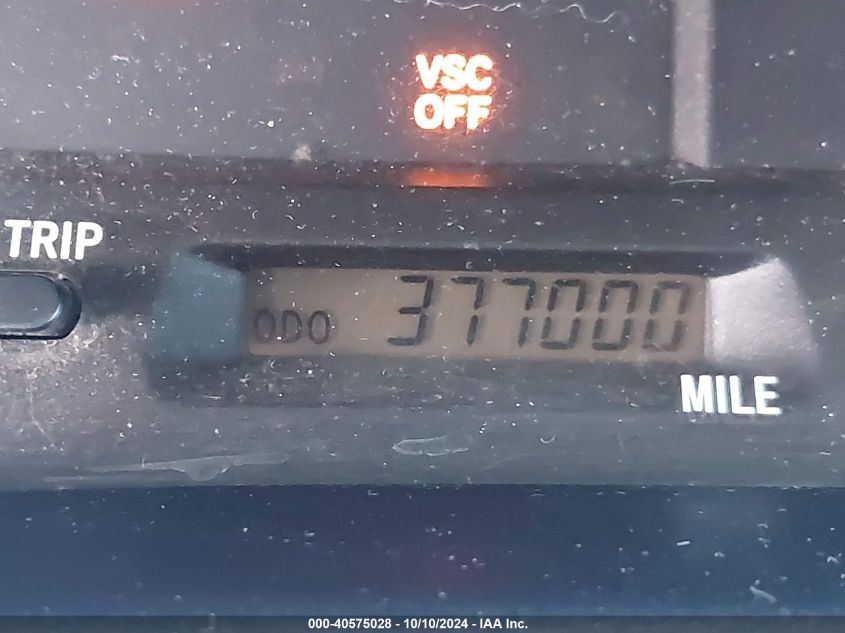 VSC
OFF
TRIP
ODO 377000
MILE
000-40575028 - 10/10/2024 - IAA Inc.